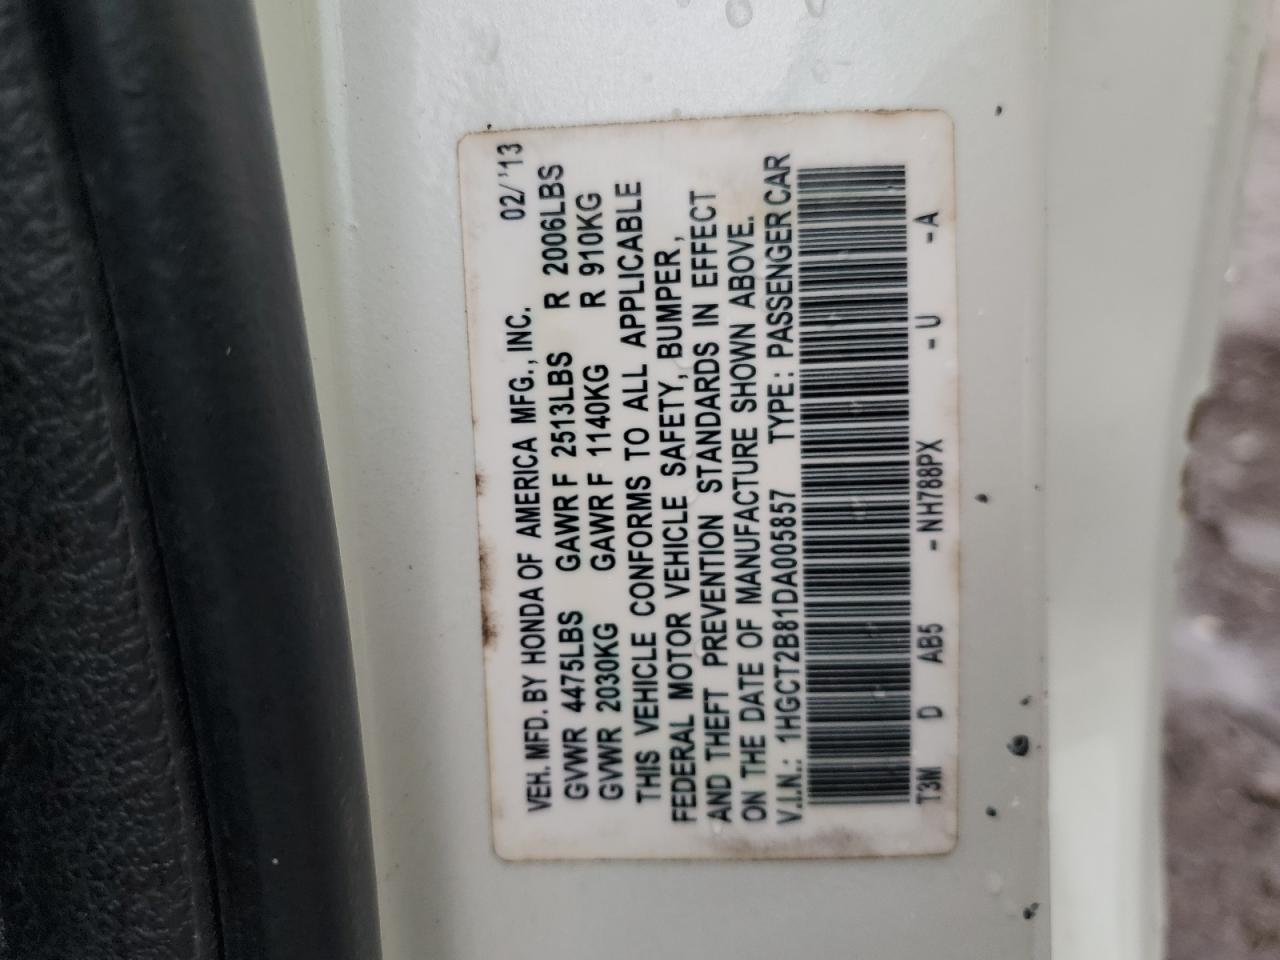 VEH. MFD. BY HONDA OF AMERICA MFG., INC. 02/'13
GVWR 4475LBS GAWR F 2513LBS R 2006LBS
GVWR 2030KG GAWR F 1140KG R 910KG
THIS VEHICLE CONFORMS TO ALL APPLICABLE
FEDERAL MOTOR VEHICLE SAFETY, BUMPER,
AND THEFT PREVENTION STANDARDS IN EFFECT
ON THE DATE OF MANUFACTURE SHOWN ABOVE.
V.I.N.: 1HGCT2B81DA005857 TYPE: PASSENGER CAR
T3M D AB5 -NH788PX -U -A